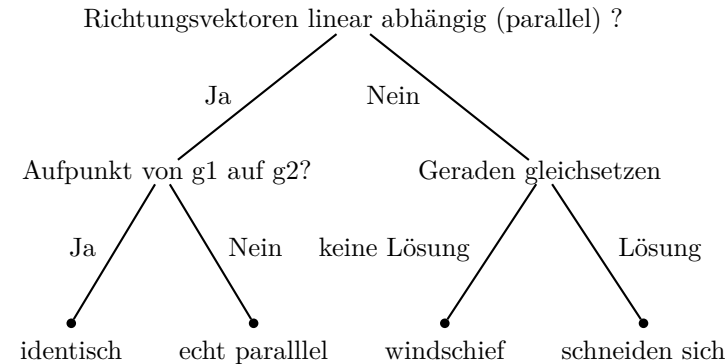 Richtungsvektoren linear abhängig (parallel) ?
Ja
Nein
Aufpunkt von g1 auf g2?
Geraden gleichsetzen
Ja
Nein
keine Lösung
Lösung
identisch
echt paralllel
windschief
schneiden sich